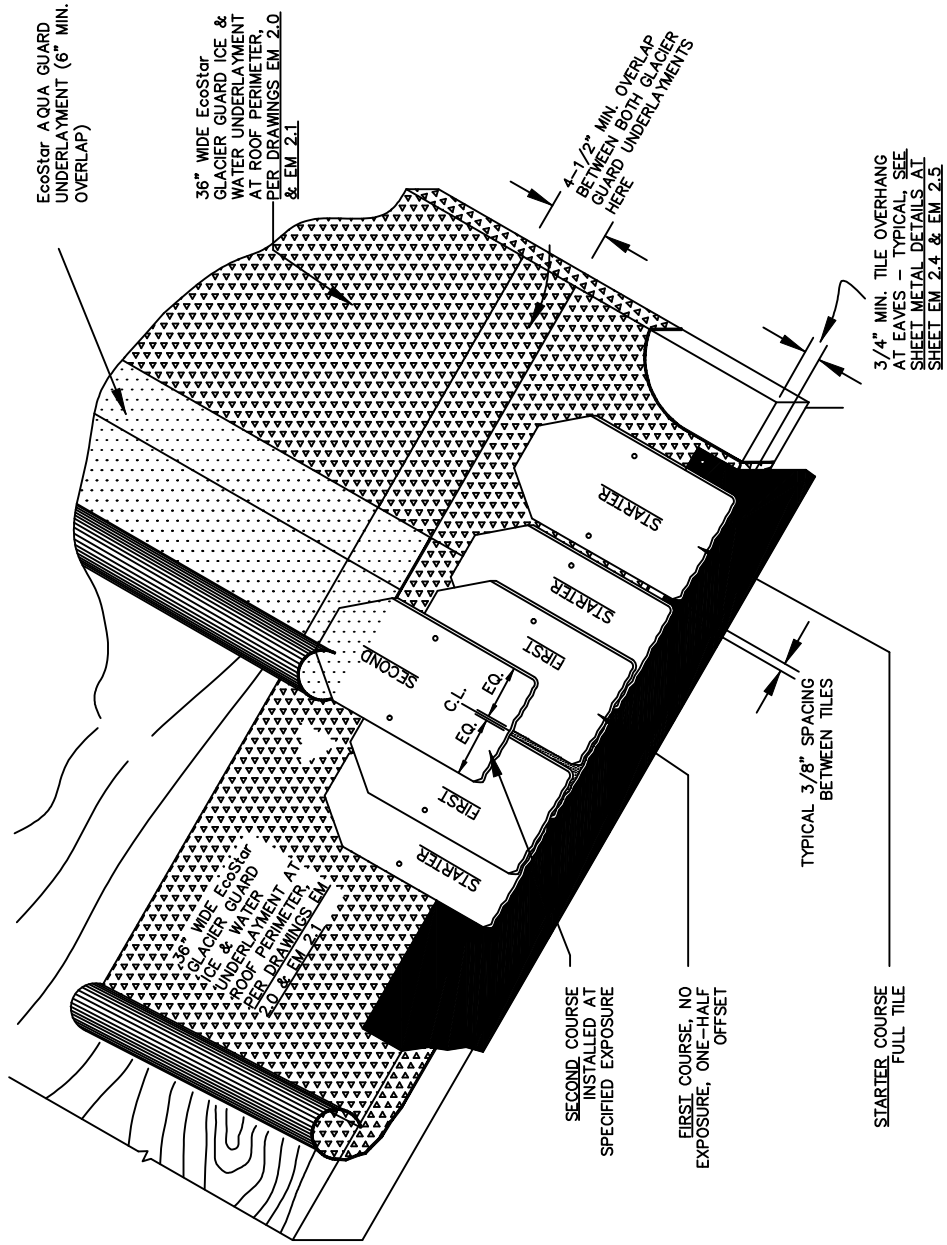 EcoStar AQUA GUARD
UNDERLAYMENT (6" MIN.
OVERLAP)
36" WIDE EcoStar
GLACIER GUARD ICE &
WATER UNDERLAYMENT
AT ROOF PERIMETER,
PER DRAWINGS EM 2.0
& EM 2.1
4-1/2" MIN. OVERLAP
BETWEEN BOTH GLACIER
GUARD UNDERLAYMENTS
HERE
3/4" MIN. TILE OVERHANG
AT EAVES - TYPICAL, SEE
SHEET METAL DETAILS AT
SHEET EM 2.4 & EM 2.5
36" WIDE EcoStar
GLACIER GUARD
ICE & WATER
UNDERLAYMENT AT
ROOF PERIMETER,
PER DRAWINGS EM
2.0 & EM 2.1
STARTER
FIRST
SECOND
EQ.
C.L.
EQ.
FIRST
STARTER
STARTER
SECOND COURSE
INSTALLED AT
SPECIFIED EXPOSURE
FIRST COURSE, NO
EXPOSURE, ONE-HALF
OFFSET
STARTER COURSE
FULL TILE
TYPICAL 3/8" SPACING
BETWEEN TILES